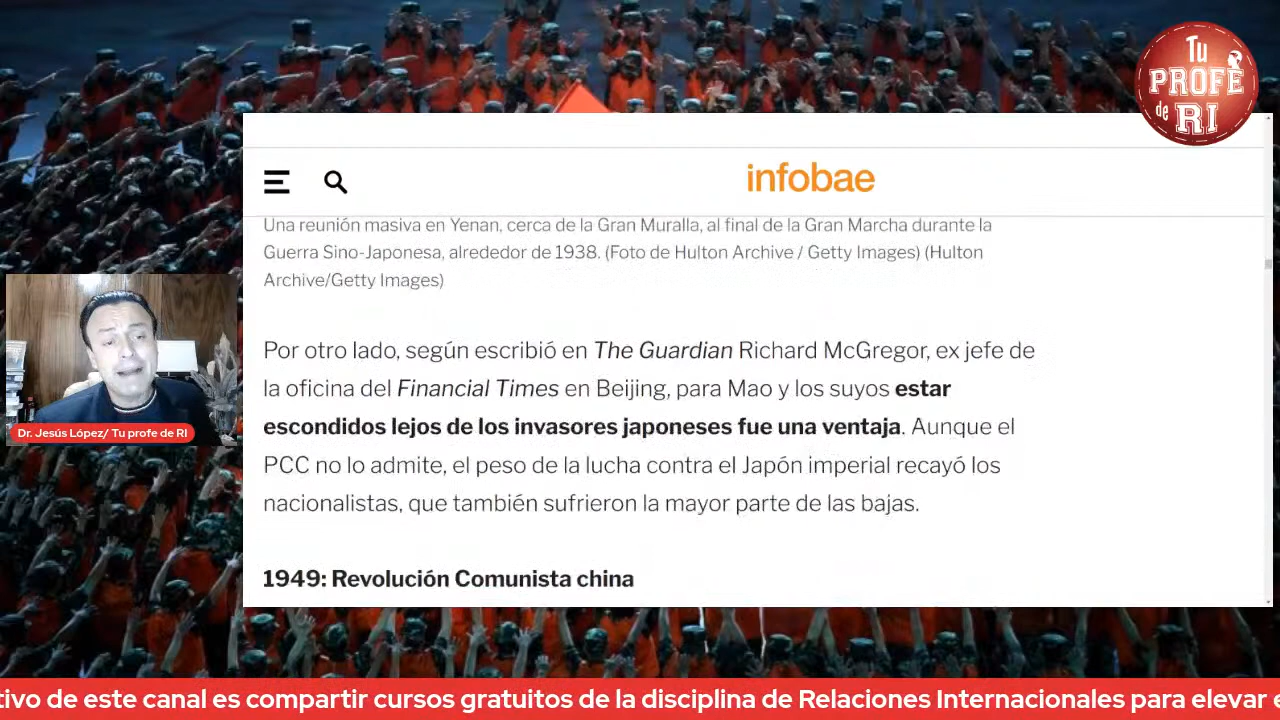 Tu
PROFE
de RI
infobae
Una reunión masiva en Yenan, cerca de la Gran Muralla, al final de la Gran Marcha durante la
Guerra Sino-Japonesa, alrededor de 1938. (Foto de Hulton Archive / Getty Images) (Hulton
Archive/Getty Images)
Por otro lado, según escribió en The Guardian Richard McGregor, ex jefe de
la oficina del Financial Times en Beijing, para Mao y los suyos estar
escondidos lejos de los invasores japoneses fue una ventaja. Aunque el
PCC no lo admite, el peso de la lucha contra el Japón imperial recayó los
nacionalistas, que también sufrieron la mayor parte de las bajas.
1949: Revolución Comunista china
Dr. Jesús López/ Tu profe de RI
tivo de este canal es compartir cursos gratuitos de la disciplina de Relaciones Internacionales para elevar e